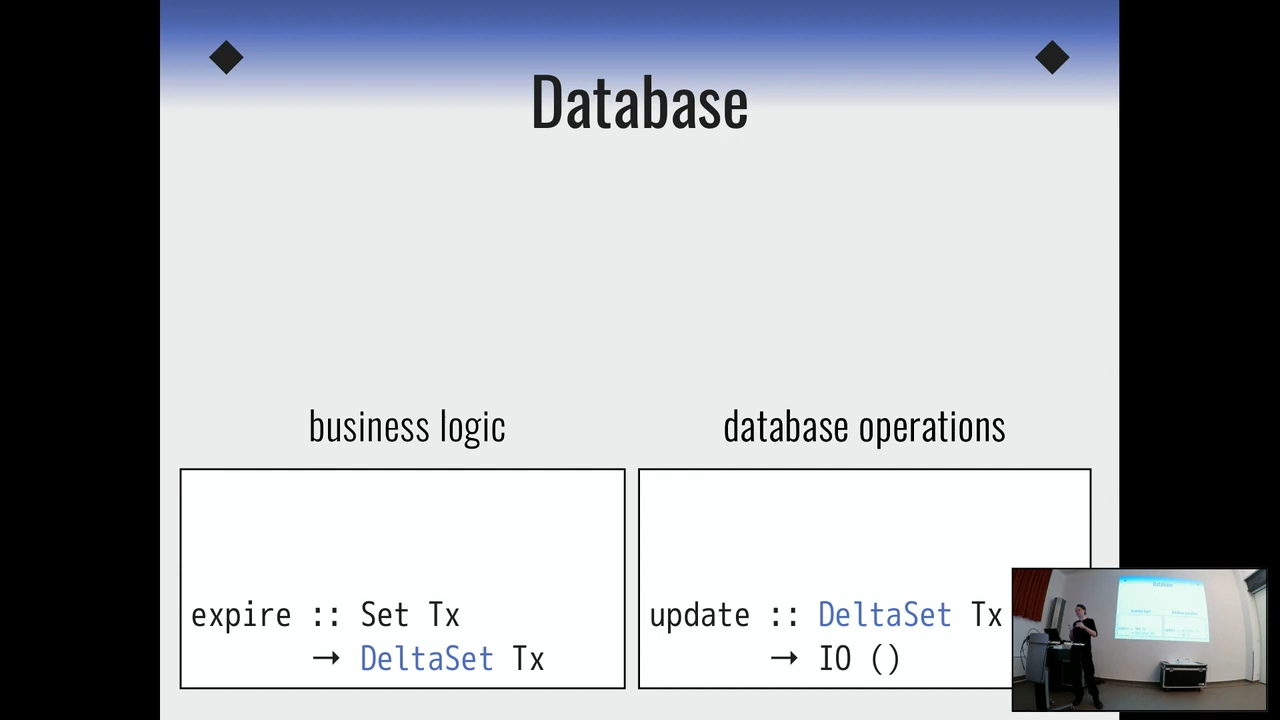 Database
business logic
database operations
expire :: Set Tx
→ DeltaSet Tx
update :: DeltaSet Tx
→ IO ()